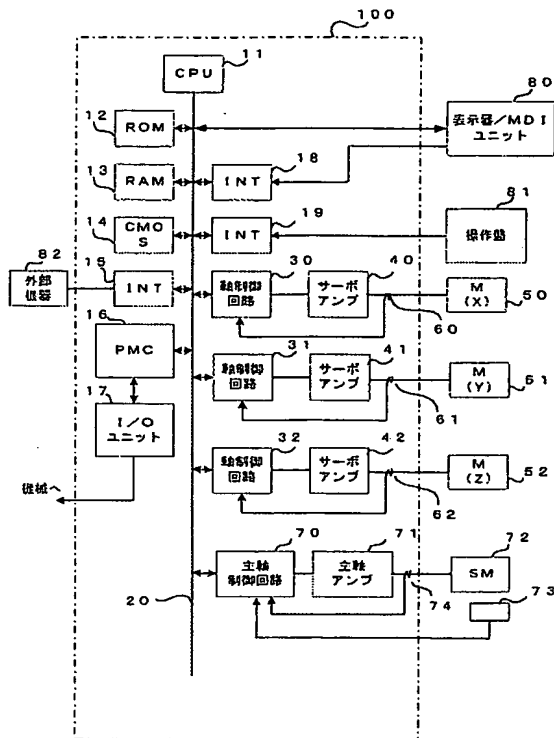 100
11
CPU
80
12
ROM
表示器/MDI
ユニット
13
RAM
18
INT
81
14
CMO
S
19
INT
操作盤
82
外部
機器
15
INT
30
軸制御
回路
40
サーボ
アンプ
M
(X)
50
60
16
PMC
31
軸制御
回路
41
サーボ
アンプ
M
(Y)
51
61
17
I/O
ユニット
32
軸制御
回路
42
サーボ
アンプ
M
(Z)
52
62
機械へ
70
主軸
制御回路
71
主軸
アンプ
72
SM
73
74
20